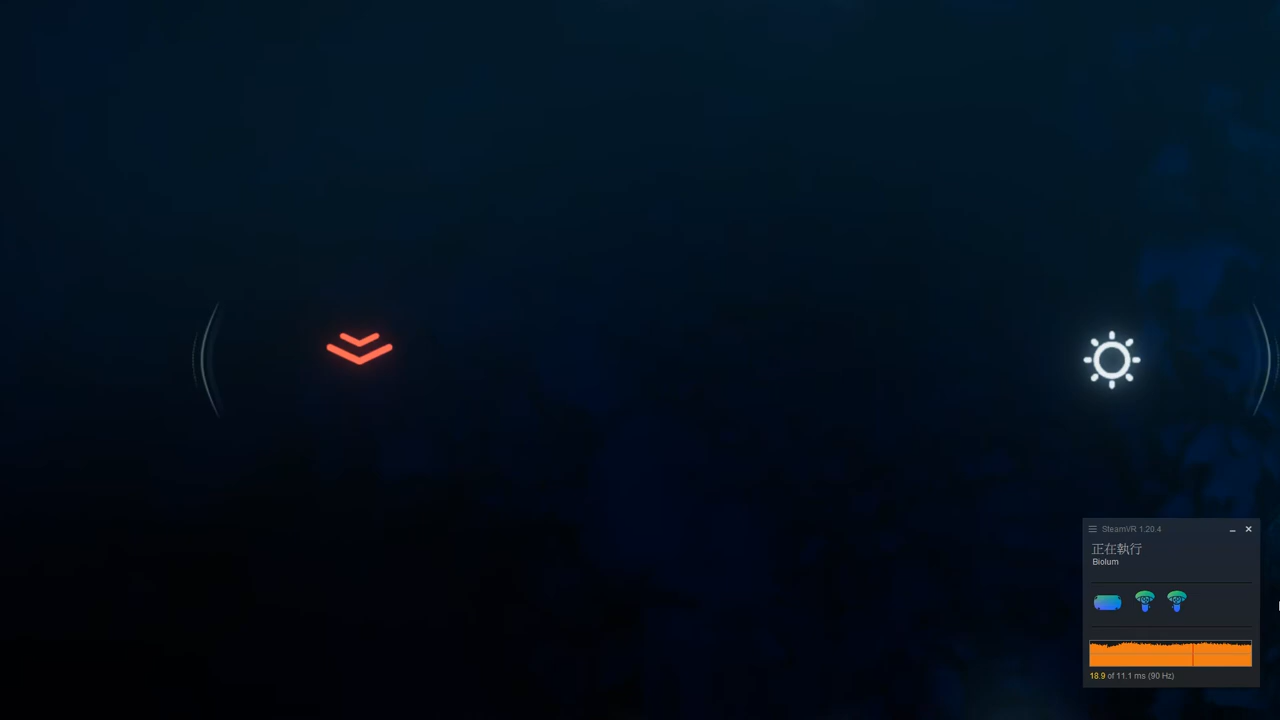 SteamVR 1.20.4
正在執行
Biolum
18.9 of 11.1 ms (90 Hz)